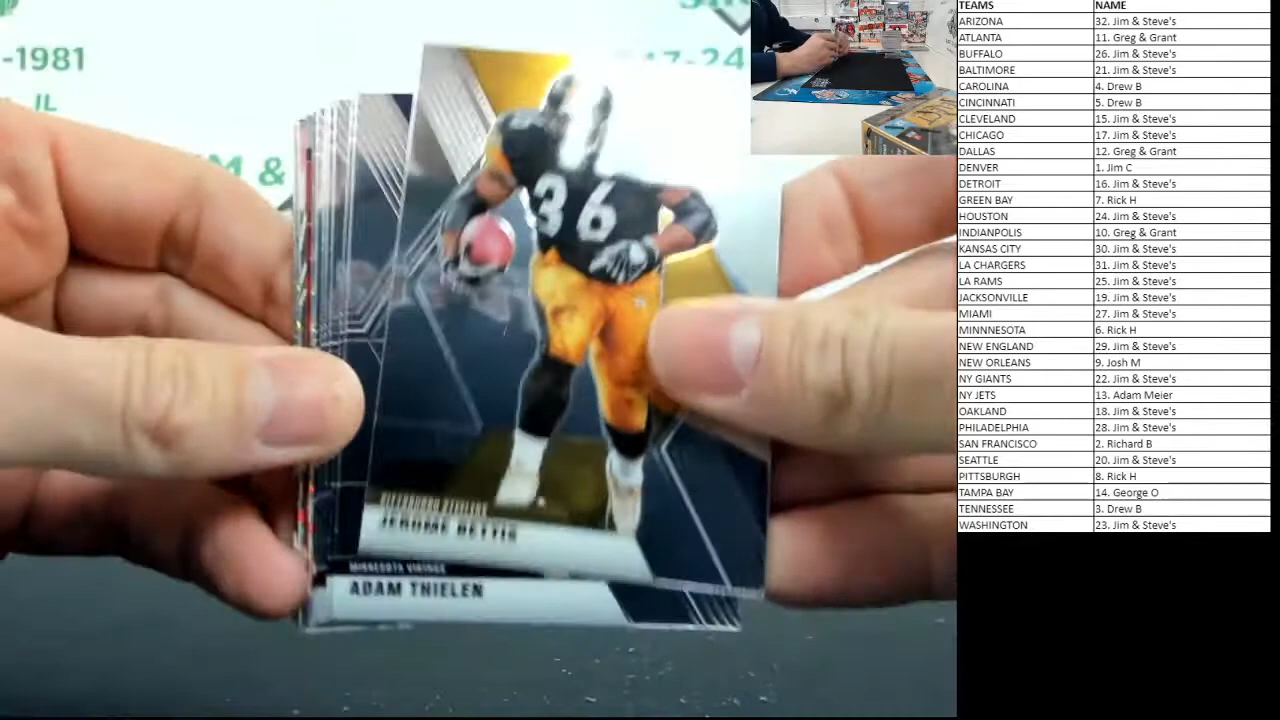 -1981
IL
M &
17-24
36
PITTSBURGH STEELERS
JEROME BETTIS
MINNESOTA VIKINGS
ADAM THIELEN
TEAMS NAME
ARIZONA 32. Jim & Steve's
ATLANTA 11. Greg & Grant
BUFFALO 26. Jim & Steve's
BALTIMORE 21. Jim & Steve's
CAROLINA 4. Drew B
CINCINNATI 5. Drew B
CLEVELAND 15. Jim & Steve's
CHICAGO 17. Jim & Steve's
DALLAS 12. Greg & Grant
DENVER 1. Jim C
DETROIT 16. Jim & Steve's
GREEN BAY 7. Rick H
HOUSTON 24. Jim & Steve's
INDIANPOLIS 10. Greg & Grant
KANSAS CITY 30. Jim & Steve's
LA CHARGERS 31. Jim & Steve's
LA RAMS 25. Jim & Steve's
JACKSONVILLE 19. Jim & Steve's
MIAMI 27. Jim & Steve's
MINNNESOTA 6. Rick H
NEW ENGLAND 29. Jim & Steve's
NEW ORLEANS 9. Josh M
NY GIANTS 22. Jim & Steve's
NY JETS 13. Adam Meier
OAKLAND 18. Jim & Steve's
PHILADELPHIA 28. Jim & Steve's
SAN FRANCISCO 2. Richard B
SEATTLE 20. Jim & Steve's
PITTSBURGH 8. Rick H
TAMPA BAY 14. George O
TENNESSEE 3. Drew B
WASHINGTON 23. Jim & Steve's